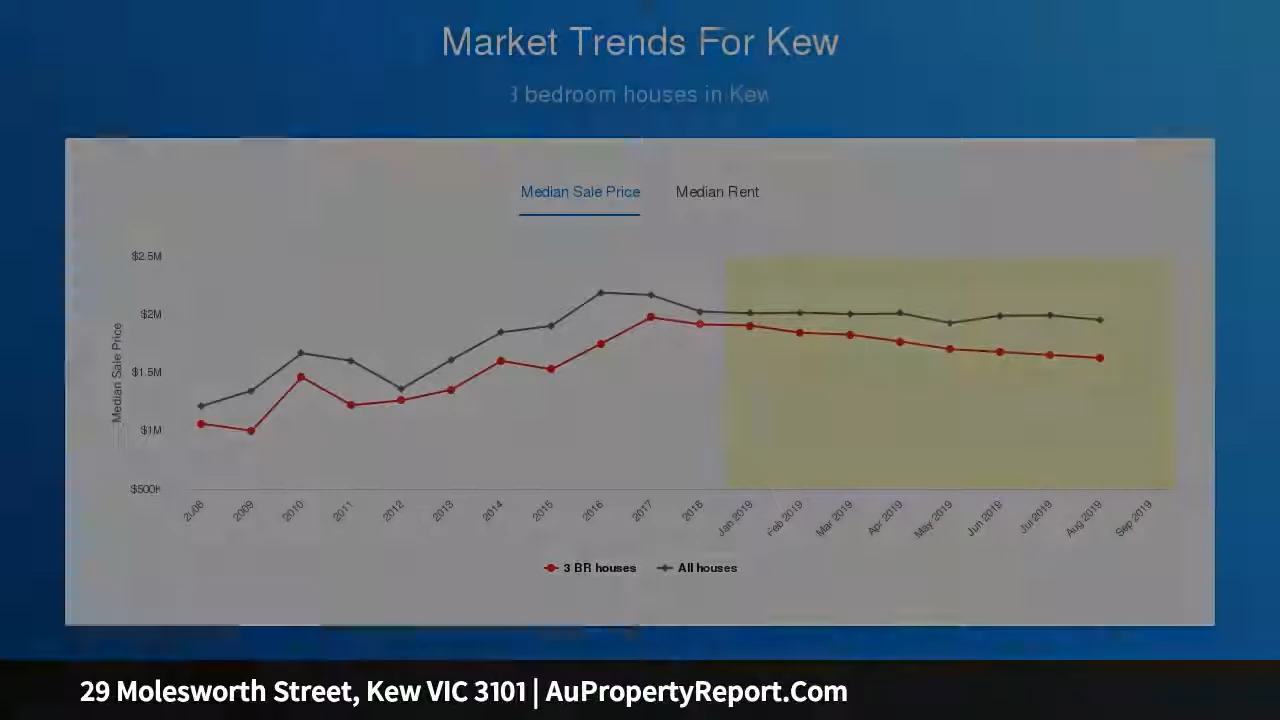 Market Trends For Kew
3 bedroom houses in Kew
Median Sale Price
Median Rent
$2.5M
$2M
$1.5M
$1M
$500K
Median Sale Price
2008
2009
2010
2011
2012
2013
2014
2015
2016
2017
2018
Jan 2019
Feb 2019
Mar 2019
Apr 2019
May 2019
Jun 2019
Jul 2019
Aug 2019
Sep 2019
3 BR houses
All houses
29 Molesworth Street, Kew VIC 3101 | AuPropertyReport.Com